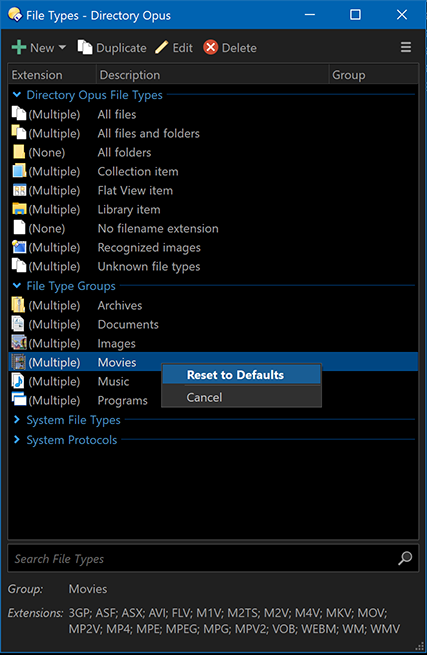 File Types - Directory Opus
New Duplicate Edit Delete
Extension Description Group
Directory Opus File Types
(Multiple) All files
(Multiple) All files and folders
(None) All folders
(Multiple) Collection item
(Multiple) Flat View item
(Multiple) Library item
(None) No filename extension
(Multiple) Recognized images
(Multiple) Unknown file types
File Type Groups
(Multiple) Archives
(Multiple) Documents
(Multiple) Images
(Multiple) Movies
Reset to Defaults
(Multiple) Music
Cancel
(Multiple) Programs
System File Types
System Protocols
Search File Types
Group: Movies
Extensions: 3GP; ASF; ASX; AVI; FLV; M1V; M2TS; M2V; M4V; MKV; MOV;
MP2V; MP4; MPE; MPEG; MPG; MPV2; VOB; WEBM; WM; WMV